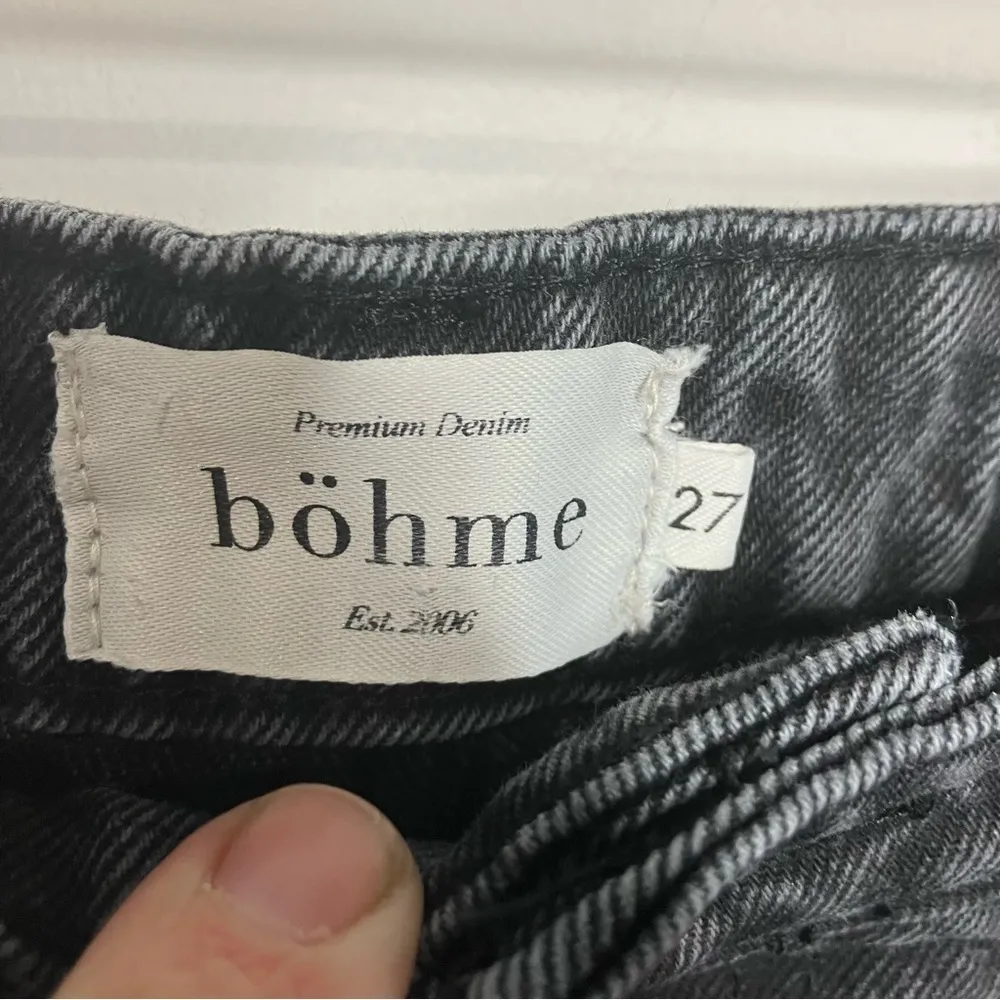 Premium Denim
böhme
27
Est. 2006